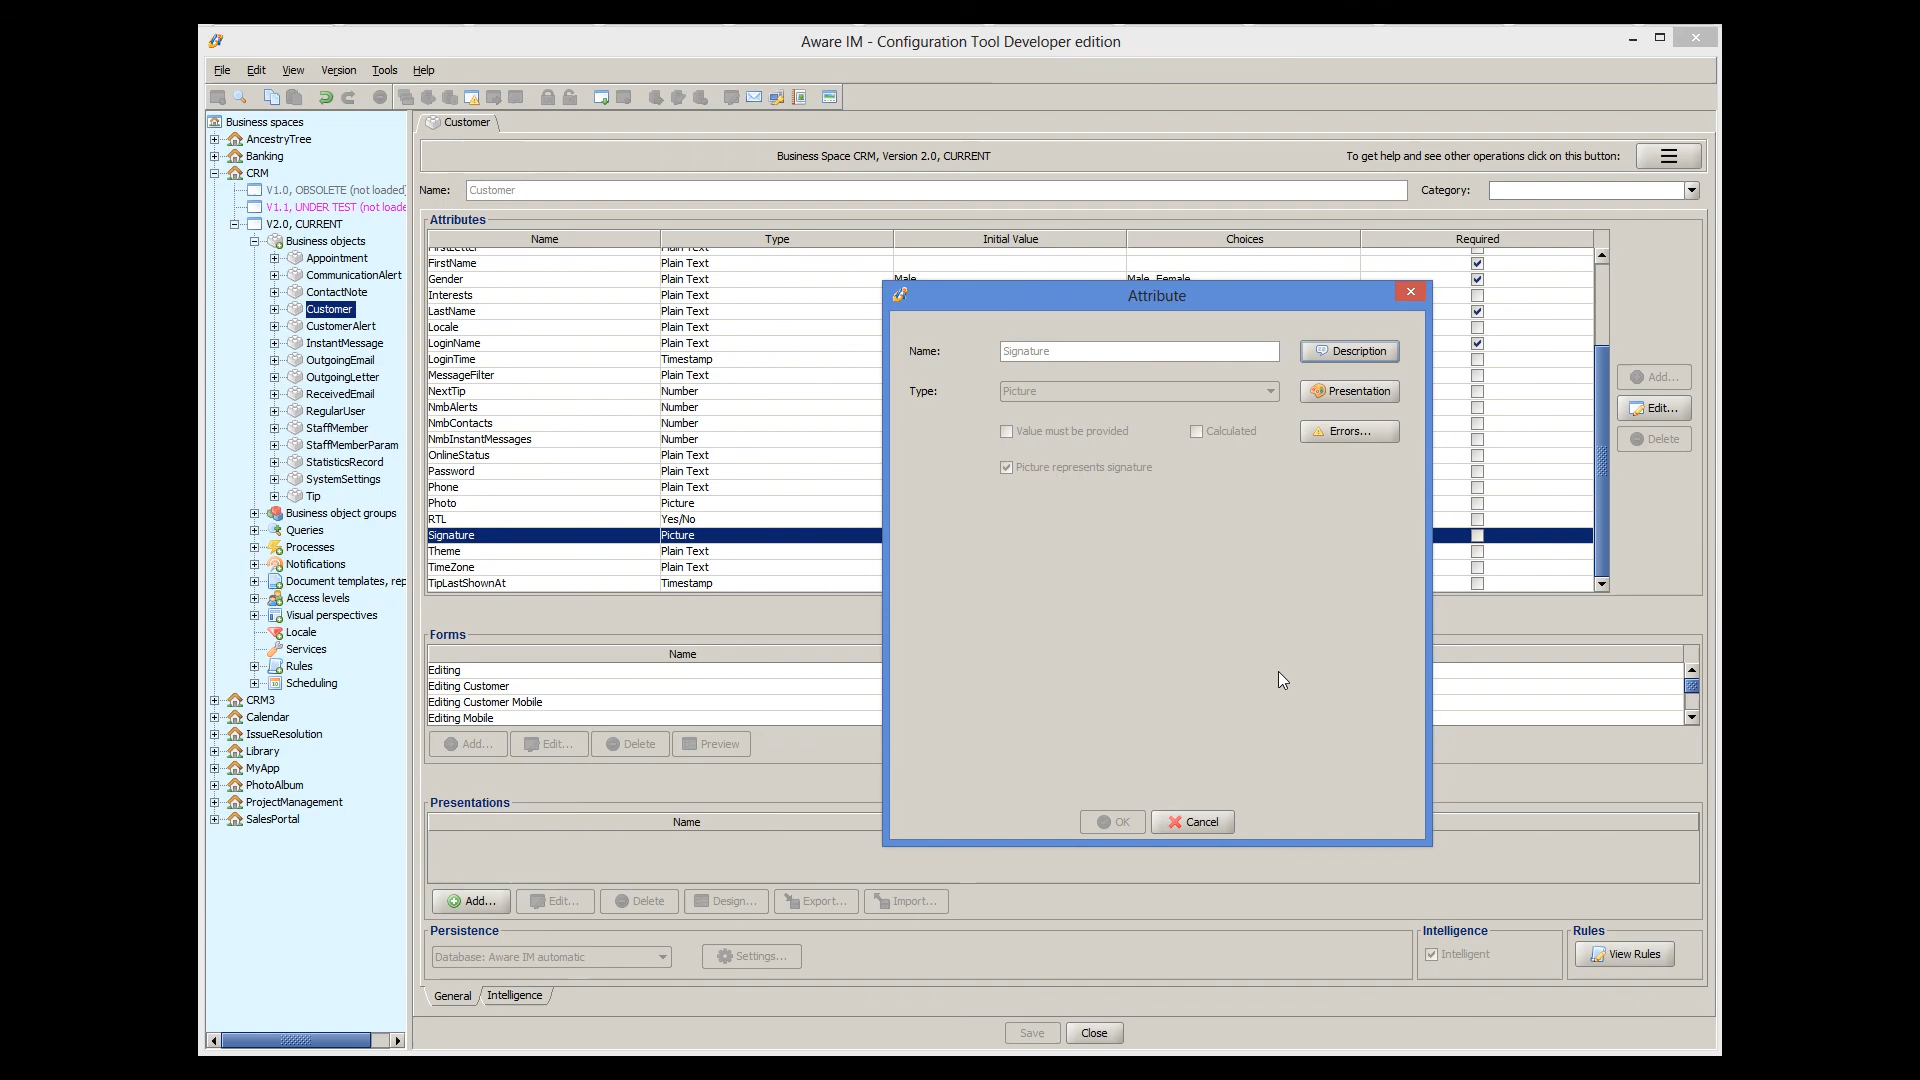 Aware IM - Configuration Tool Developer edition
File Edit View Version Tools Help
Business spaces
AncestryTree
Banking
CRM
V1.0, OBSOLETE (not loaded
V1.1, UNDER TEST (not loade
V2.0, CURRENT
Business objects
Appointment
CommunicationAlert
ContactNote
Customer
CustomerAlert
InstantMessage
OutgoingEmail
OutgoingLetter
ReceivedEmail
RegularUser
StaffMember
StaffMemberParam
StatisticsRecord
SystemSettings
Tip
Business object groups
Queries
Processes
Notifications
Document templates, rep
Access levels
Visual perspectives
Locale
Services
Rules
Scheduling
CRM3
Calendar
IssueResolution
Library
MyApp
PhotoAlbum
ProjectManagement
SalesPortal
Customer
Business Space CRM, Version 2.0, CURRENT
To get help and see other operations click on this button:
Name: Customer Category:
Attributes
Name Type Initial Value Choices Required
FirstLetter Plain Text
FirstName Plain Text
Gender Plain Text Male Male, Female
Interests Plain Text
LastName Plain Text
Locale Plain Text
LoginName Plain Text
LoginTime Timestamp
MessageFilter Plain Text
NextTip Number
NmbAlerts Number
NmbContacts Number
NmbInstantMessages Number
OnlineStatus Plain Text
Password Plain Text
Phone Plain Text
Photo Picture
RTL Yes/No
Signature Picture
Theme Plain Text
TimeZone Plain Text
TipLastShownAt Timestamp
Add...
Edit...
Delete
Attribute
Name: Signature Description
Type: Picture Presentation
Value must be provided Calculated Errors...
Picture represents signature
OK Cancel
Forms
Name
Editing
Editing Customer
Editing Customer Mobile
Editing Mobile
Add... Edit... Delete Preview
Presentations
Name
Add... Edit... Delete Design... Export... Import...
Persistence
Database: Aware IM automatic Settings...
Intelligence
Intelligent
Rules
View Rules
General Intelligence
Save Close